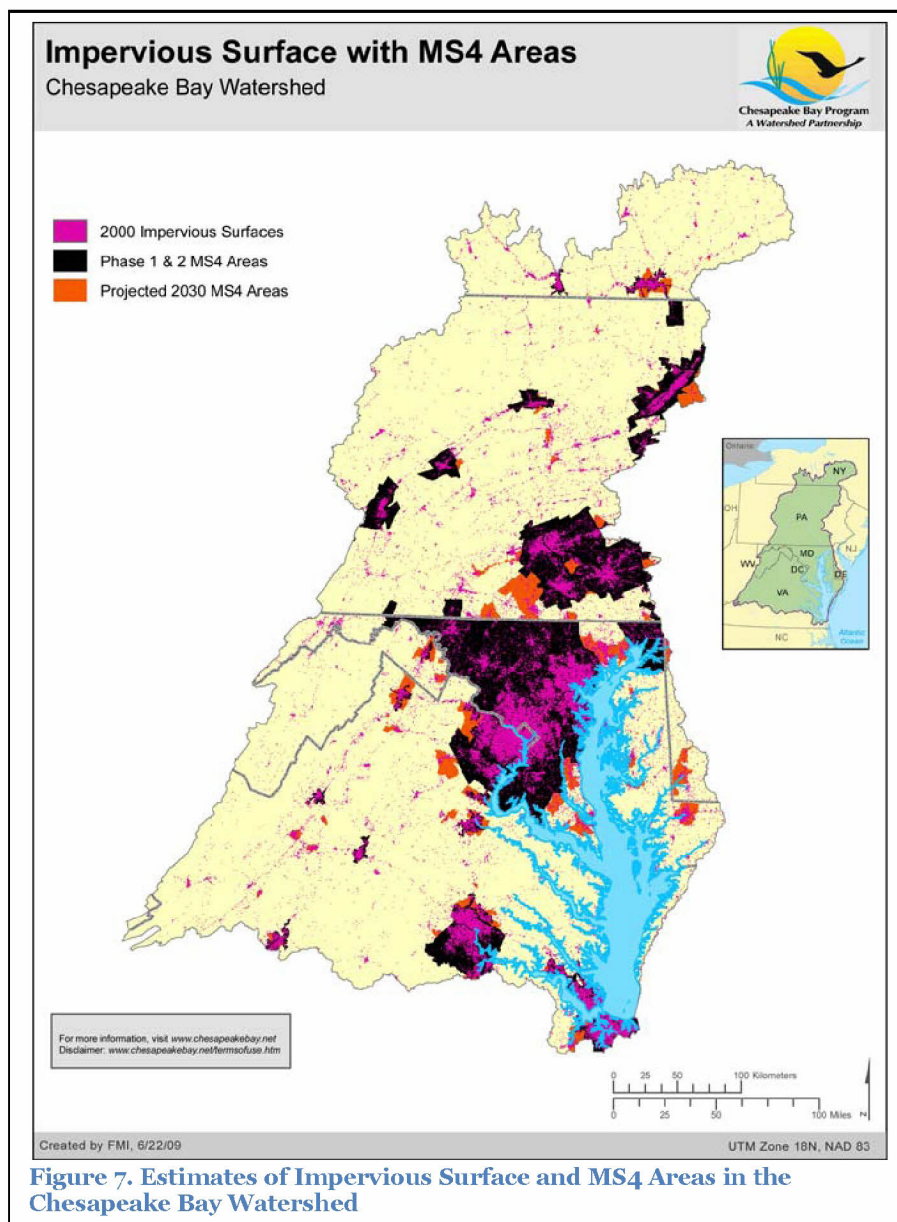 Impervious Surface with MS4 Areas
Chesapeake Bay Watershed
Chesapeake Bay Program
A Watershed Partnership
2000 Impervious Surfaces
Phase 1 & 2 MS4 Areas
Projected 2030 MS4 Areas
Ontario
NY
PA
OH
NJ
MD
WV
DC
DE
VA
Atlantic
Ocean
NC
For more information, visit www.chesapeakebay.net
Disclaimer: www.chesapeakebay.net/termsofuse.htm
0 25 50 100 Kilometers
0 25 50 100 Miles
N
Created by FMI, 6/22/09
UTM Zone 18N, NAD 83
Figure 7. Estimates of Impervious Surface and MS4 Areas in the
Chesapeake Bay Watershed